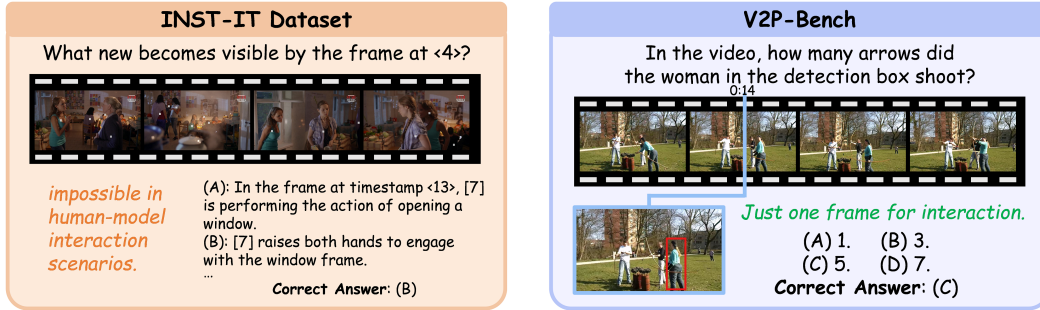 INST-IT Dataset
What new becomes visible by the frame at <4>?
impossible in
human-model
interaction
scenarios.
(A): In the frame at timestamp <13>, [7]
is performing the action of opening a
window.
(B): [7] raises both hands to engage
with the window frame.
...
Correct Answer: (B)
V2P-Bench
In the video, how many arrows did
the woman in the detection box shoot?
0:14
Just one frame for interaction.
(A) 1. (B) 3.
(C) 5. (D) 7.
Correct Answer: (C)